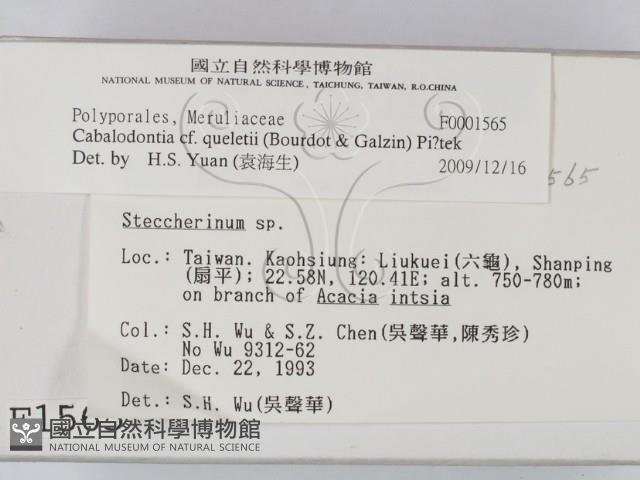 國立自然科學博物館
NATIONAL MUSEUM OF NATURAL SCIENCE, TAICHUNG, TAIWAN, R.O.CHINA
Polyporales, Meruliaceae F0001565
Cabalodontia cf. queletii (Bourdot & Galzin) Pi?tek
Det. by H.S. Yuan (袁海生) 2009/12/16
565
Steccherinum sp.
Loc.: Taiwan. Kaohsiung: Liukuei(六龜), Shanping
(扇平); 22.58N, 120.41E; alt. 750-780m;
on branch of Acacia intsia
Col.: S.H. Wu & S.Z. Chen(吳聲華,陳秀珍)
No Wu 9312-62
Date: Dec. 22, 1993
Det.: S.H. Wu(吳聲華)
國立自然科學博物館
NATIONAL MUSEUM OF NATURAL SCIENCE